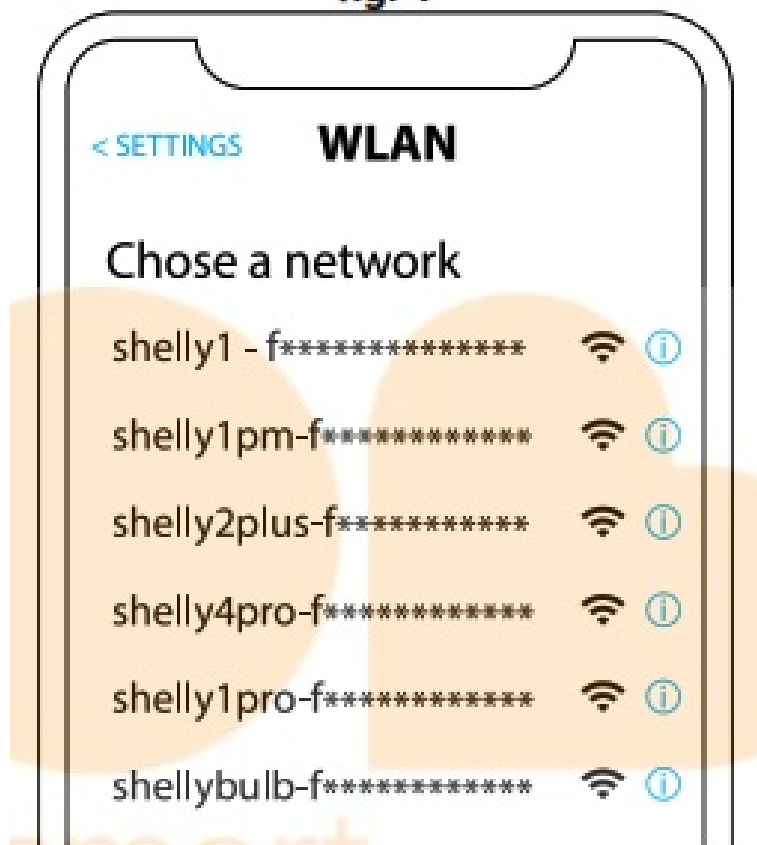 < SETTINGS WLAN
Chose a network
shelly1 - f**************
shelly1pm-f************
shelly2plus-f***********
shelly4pro-f************
shelly1pro-f************
shellybulb-f************